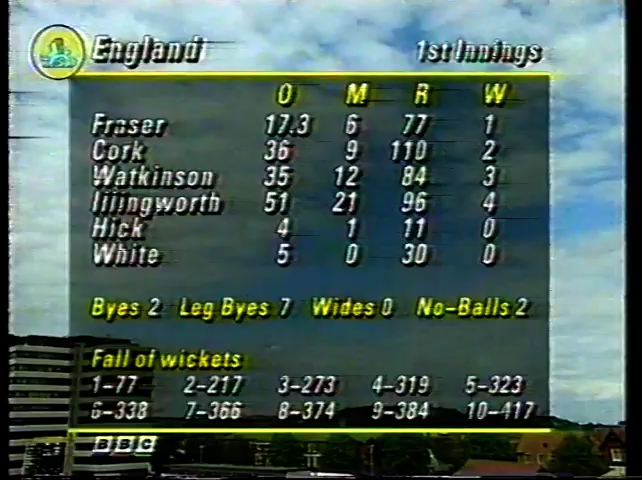 England 1st Innings
O M R W
Fraser 17.3 6 77 1
Cork 36 9 110 2
Watkinson 35 12 84 3
Illingworth 51 21 96 4
Hick 4 1 11 0
White 5 0 30 0
Byes 2 Leg Byes 7 Wides 0 No-Balls 2
Fall of wickets
1-77 2-217 3-273 4-319 5-323
6-338 7-366 8-374 9-384 10-417
BBC